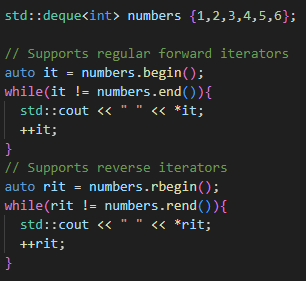 std::deque<int> numbers {1,2,3,4,5,6};

// Supports regular forward iterators
auto it = numbers.begin();
while(it != numbers.end()){
  std::cout << " " << *it;
  ++it;
}
// Supports reverse iterators
auto rit = numbers.rbegin();
while(rit != numbers.rend()){
  std::cout << " " << *rit;
  ++rit;
}